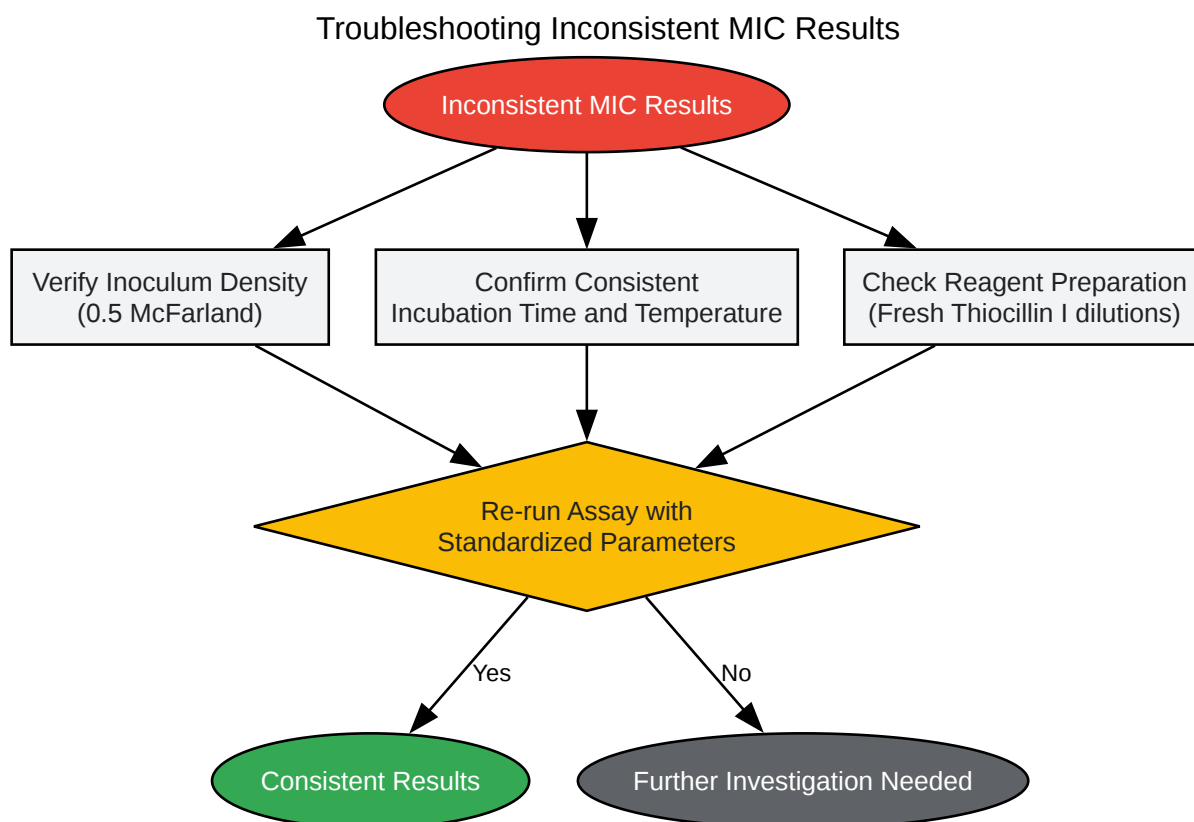 Troubleshooting Inconsistent MIC Results
Inconsistent MIC Results
Verify Inoculum Density
(0.5 McFarland)
Confirm Consistent
Incubation Time and Temperature
Check Reagent Preparation
(Fresh Thiocillin I dilutions)
Re-run Assay with
Standardized Parameters
Yes
No
Consistent Results
Further Investigation Needed